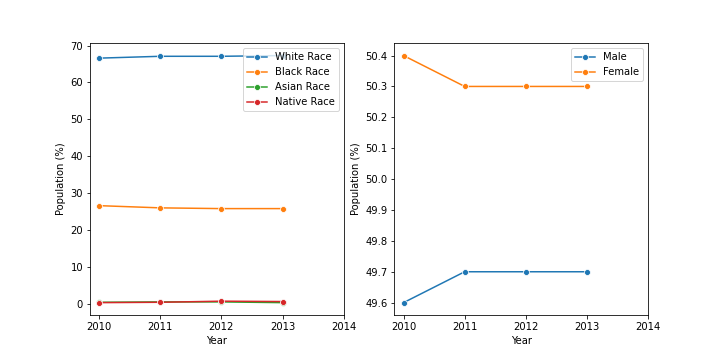 70
60
50
40
30
20
10
0
Population (%)
2010 2011 2012 2013 2014
Year
White Race
Black Race
Asian Race
Native Race
50.4
50.3
50.2
50.1
50.0
49.9
49.8
49.7
49.6
Population (%)
2010 2011 2012 2013 2014
Year
Male
Female